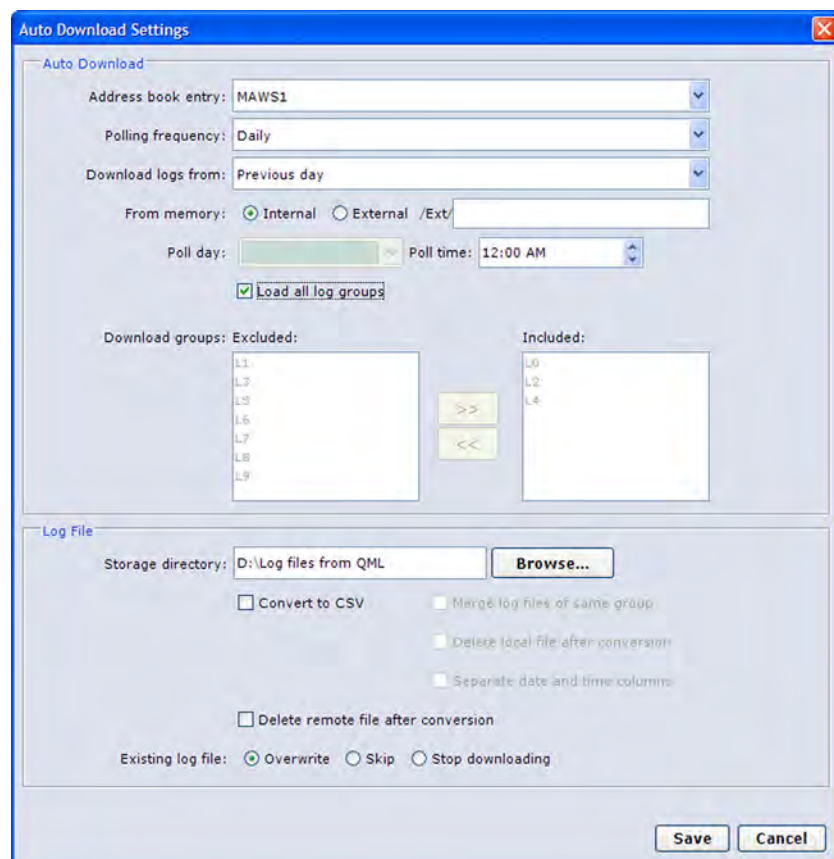 Auto Download Settings
Auto Download
Address book entry: MAWS1
Polling frequency: Daily
Download logs from: Previous day
From memory: Internal External /Ext/
Poll day: Poll time: 12:00 AM
Load all log groups
Download groups: Excluded: Included:
L1 L0
L3 L2
L5 L4
L6
L7
L8
L9
>>
<<
Log File
Storage directory: D:\Log files from QML Browse...
Convert to CSV Merge log files of same group
Delete local file after conversion
Separate date and time columns
Delete remote file after conversion
Existing log file: Overwrite Skip Stop downloading
Save Cancel